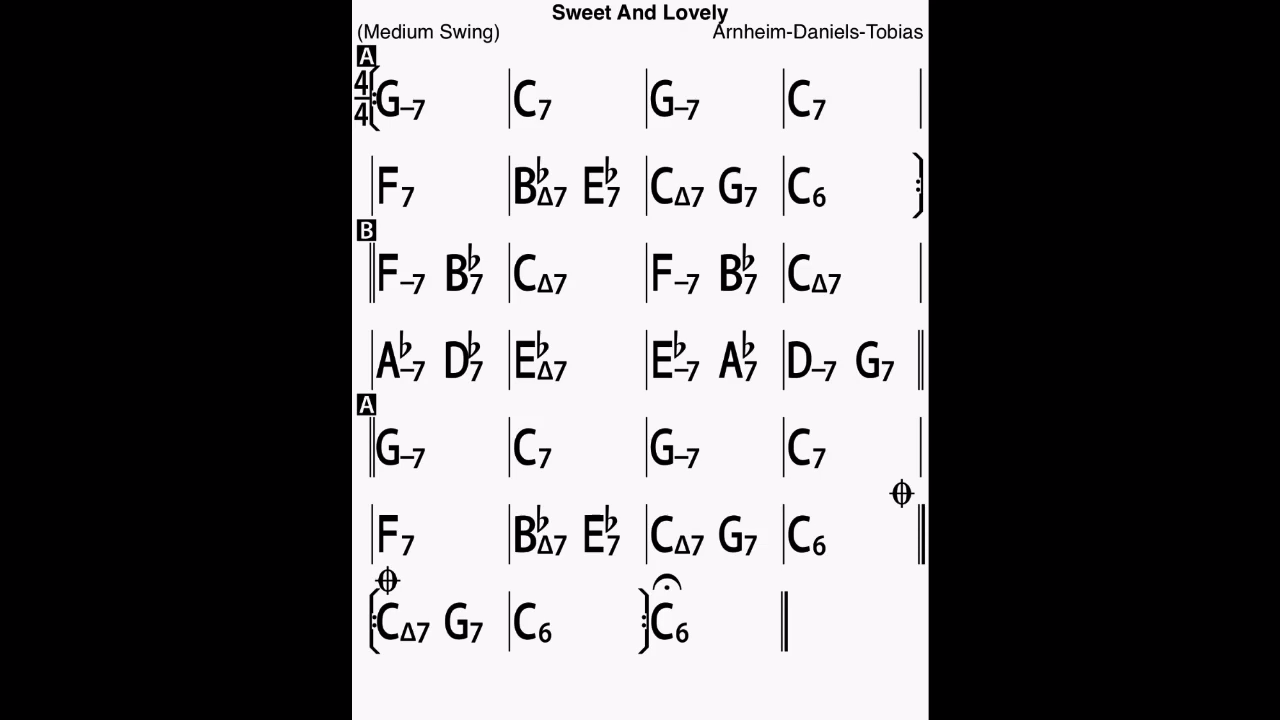 Sweet And Lovely
(Medium Swing) Arnheim-Daniels-Tobias
A
4/4 G–7 C7 G–7 C7
F7 B♭Δ7 E♭7 CΔ7 G7 C6
B
F–7 B♭7 CΔ7 F–7 B♭7 CΔ7
A♭–7 D♭7 E♭Δ7 E♭–7 A♭7 D–7 G7
A
G–7 C7 G–7 C7
F7 B♭Δ7 E♭7 CΔ7 G7 C6
CΔ7 G7 C6 C6